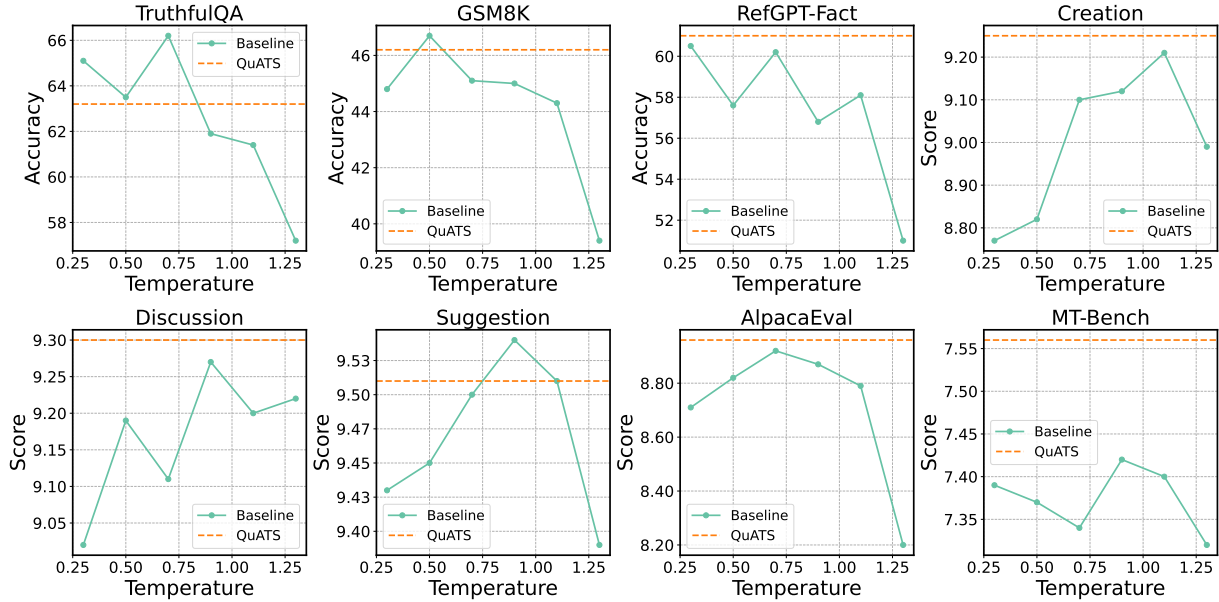 TruthfulQA
66
64
62
60
58
Accuracy
Baseline
QuATS
0.25 0.50 0.75 1.00 1.25
Temperature
GSM8K
46
44
42
40
Accuracy
Baseline
QuATS
0.25 0.50 0.75 1.00 1.25
Temperature
RefGPT-Fact
60
58
56
54
52
Accuracy
Baseline
QuATS
0.25 0.50 0.75 1.00 1.25
Temperature
Creation
9.20
9.10
9.00
8.90
8.80
Score
Baseline
QuATS
0.25 0.50 0.75 1.00 1.25
Temperature
Discussion
9.30
9.25
9.20
9.15
9.10
9.05
Score
Baseline
QuATS
0.25 0.50 0.75 1.00 1.25
Temperature
Suggestion
9.53
9.50
9.47
9.45
9.43
9.40
Score
Baseline
QuATS
0.25 0.50 0.75 1.00 1.25
Temperature
AlpacaEval
8.80
8.60
8.40
8.20
Score
Baseline
QuATS
0.25 0.50 0.75 1.00 1.25
Temperature
MT-Bench
7.55
7.50
7.45
7.40
7.35
Score
Baseline
QuATS
0.25 0.50 0.75 1.00 1.25
Temperature